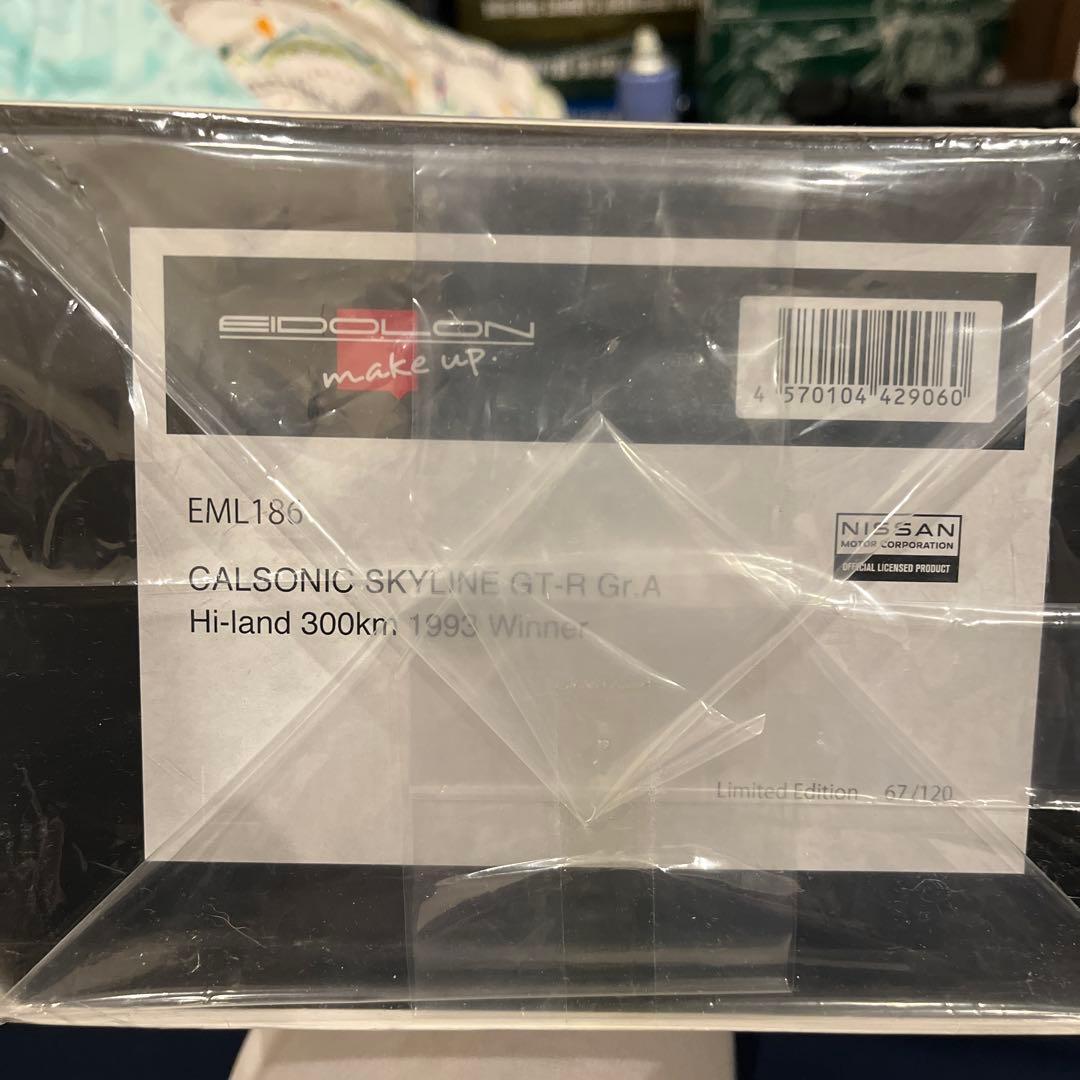 EIDOLON
make up.
4 570104 429060
EML186
NISSAN
MOTOR CORPORATION
OFFICIAL LICENSED PRODUCT
CALSONIC SKYLINE GT-R Gr.A
Hi-land 300km 1993 Winner
Limited Edition 67/120